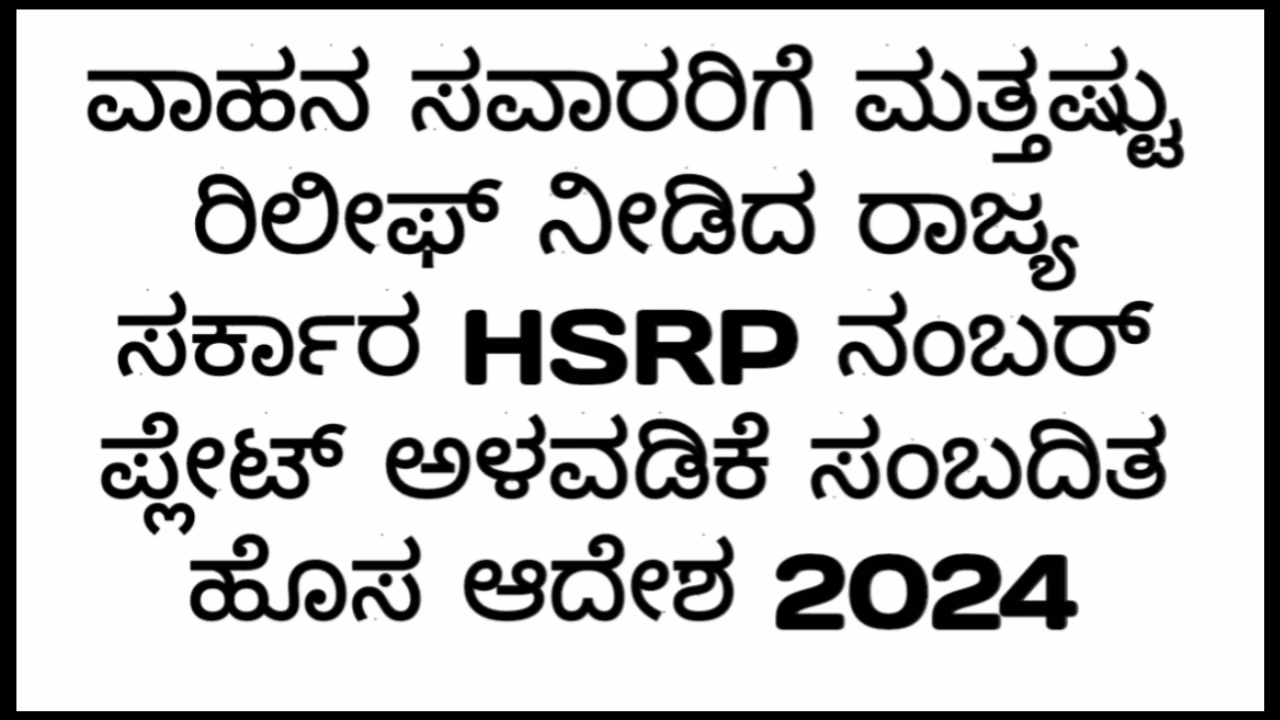 ವಾಹನ ಸವಾರರಿಗೆ ಮತ್ತಷ್ಟು
ರಿಲೀಫ್ ನೀಡಿದ ರಾಜ್ಯ
ಸರ್ಕಾರ HSRP ನಂಬರ್
ಪ್ಲೇಟ್ ಅಳವಡಿಕೆ ಸಂಬದಿತ
ಹೊಸ ಆದೇಶ 2024